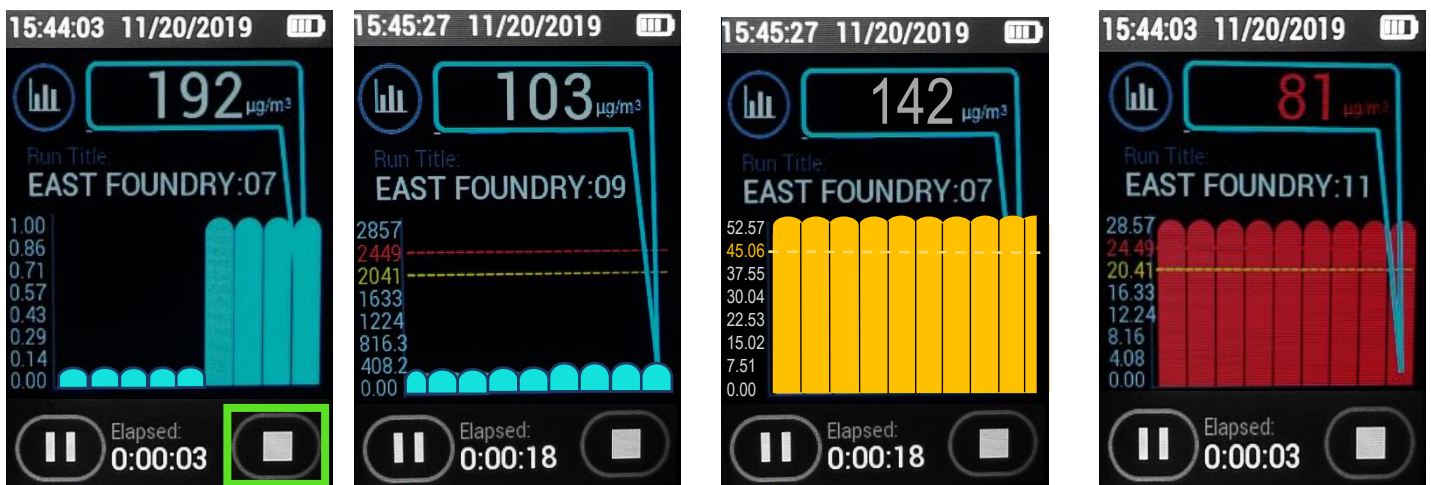 15:44:03 11/20/2019
192 µg/m³
Run Title:
EAST FOUNDRY:07
1.00
0.86
0.71
0.57
0.43
0.29
0.14
0.00
Elapsed:
0:00:03
15:45:27 11/20/2019
103 µg/m³
Run Title:
EAST FOUNDRY:09
2857
2449
2041
1633
1224
816.3
408.2
0.00
Elapsed:
0:00:18
15:45:27 11/20/2019
142 µg/m³
Run Title:
EAST FOUNDRY:07
52.57
45.06
37.55
30.04
22.53
15.02
7.51
0.00
Elapsed:
0:00:18
15:44:03 11/20/2019
81 µg/m³
Run Title:
EAST FOUNDRY:11
28.57
24.49
20.41
16.33
12.24
8.16
4.08
0.00
Elapsed:
0:00:03